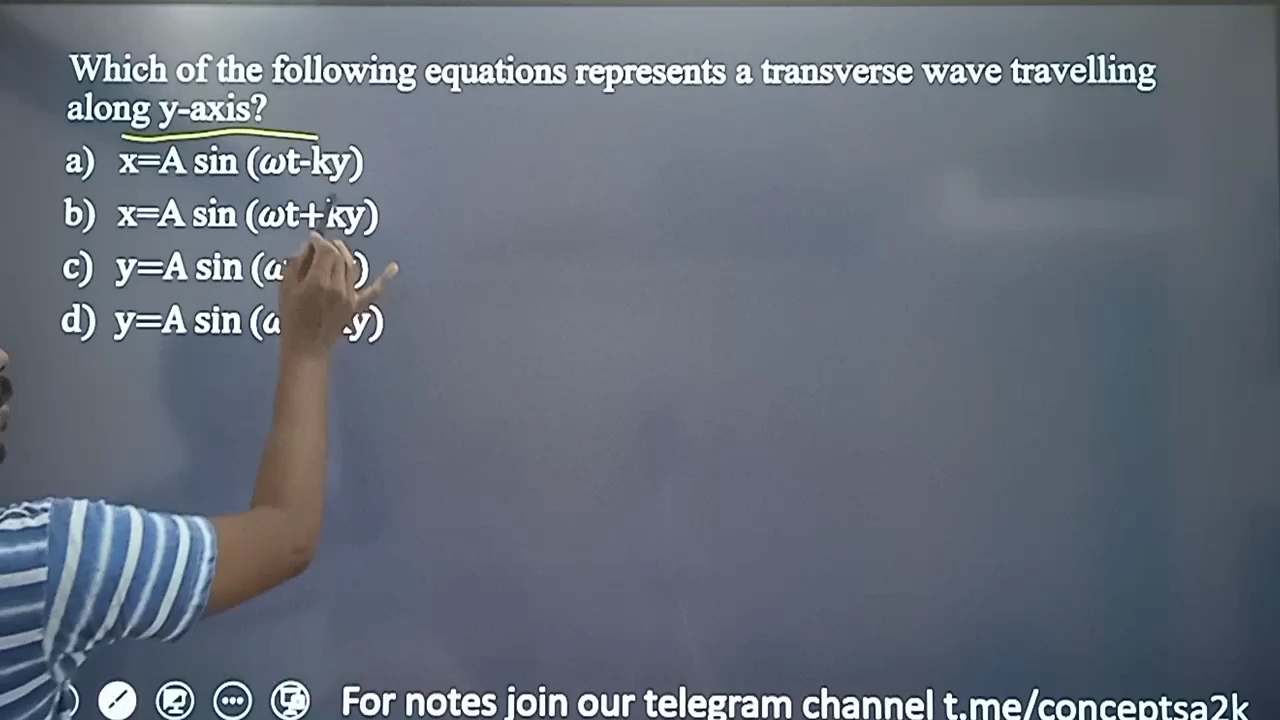 Which of the following equations represents a transverse wave travelling
along y-axis?
a) x=A sin (ωt-ky)
b) x=A sin (ωt+ky)
c) y=A sin (
d) y=A sin (
For notes join our telegram channel t.me/conceptsa2k